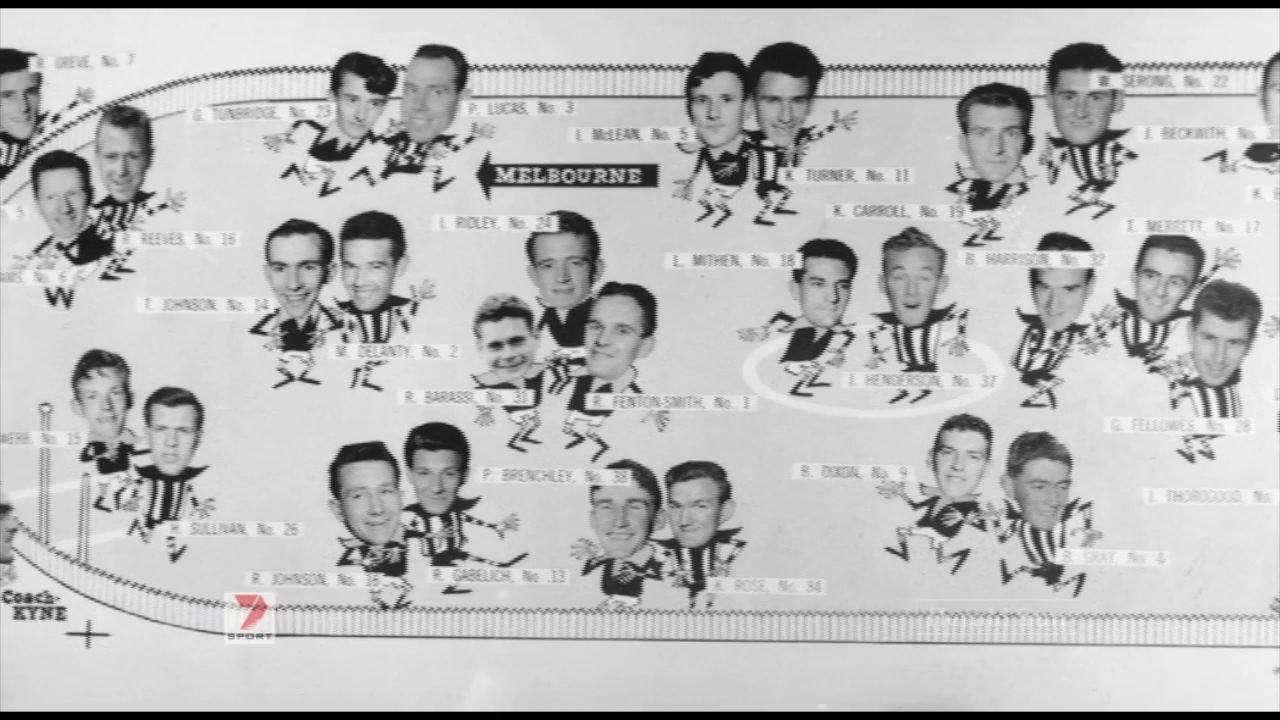 R. GREVE, No. 7
G. TUNBRIDGE, No. 23
P. LUCAS, No. 3
I. McLEAN, No. 5
SERONG, No. 22
J. BECKWITH, No.
MELBOURNE
K. TURNER, No. 11
K. CARROLL, No. 19
R. REEVES, No. 16
I. RIDLEY, No. 24
T. MERRETT, No. 17
L. MITHEN, No. 18
B. HARRISON, No. 32
T. JOHNSON, No. 14
M. DELANTY, No. 2
J. HENDERSON, No. 37
R. BARASSI, No. 31
R. FENTON-SMITH, No. 1
G. FELLOWES, No. 28
WEBB, No. 15
P. BRENCHLEY, No. 38
B. DIXON, No. 9
I. THOROGOOD, No.
H. SULLIVAN, No. 26
GRAY, No. 4
R. JOHNSON, No.
R. GABELICH, No. 13
K. ROSE, No. 34
Coach-
KYNE
7
SPORT